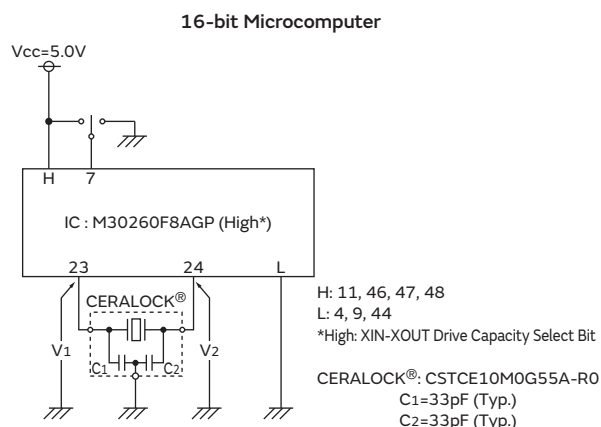 16-bit Microcomputer
Vcc=5.0V
H 7
IC : M30260F8AGP (High*)
23 24 L
CERALOCK®
V1 C1 C2 V2
H: 11, 46, 47, 48
L: 4, 9, 44
*High: XIN-XOUT Drive Capacity Select Bit
CERALOCK®: CSTCE10M0G55A-R0
C1=33pF (Typ.)
C2=33pF (Typ.)